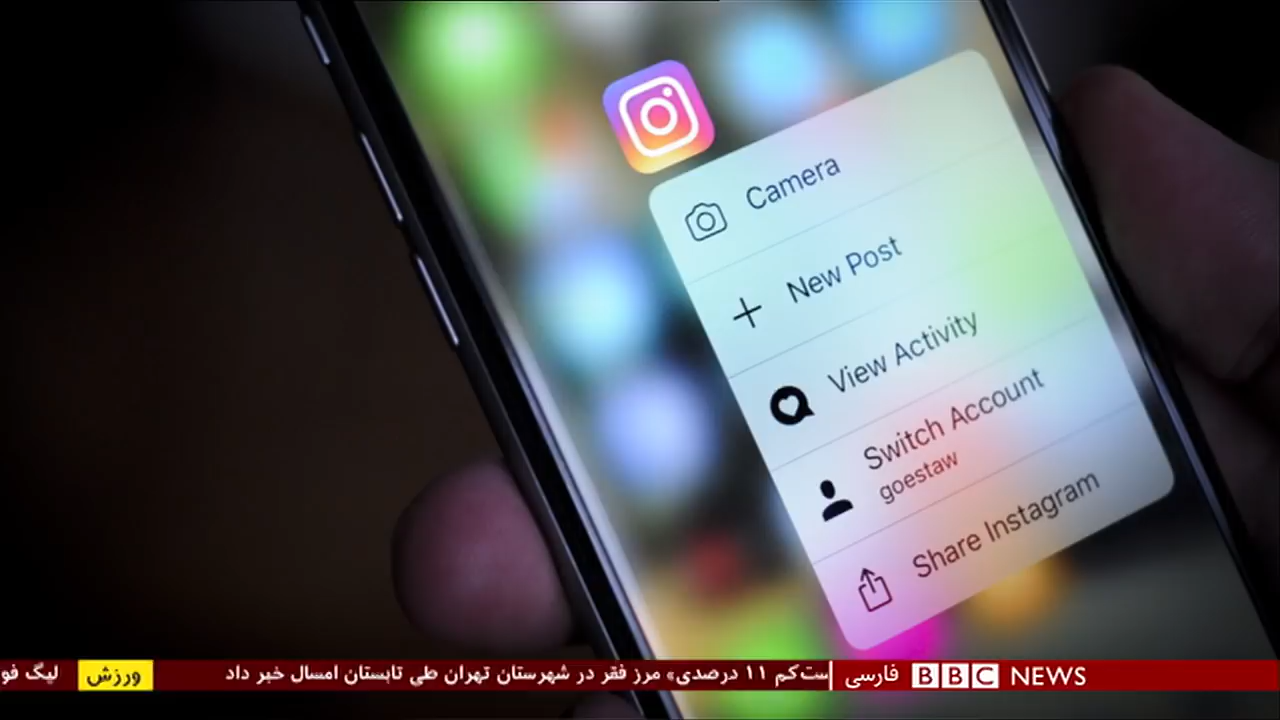 Camera
New Post
View Activity
Switch Account
goestaw
Share Instagram
درصدی» مرز فقر در شهرستان تهران طی تابستان امسال خبر داد ورزش لیگ ۱۱
فارسی BBC NEWS